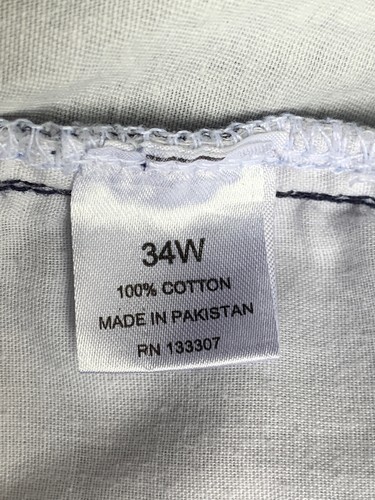 34W
100% COTTON
MADE IN PAKISTAN
RN 133307